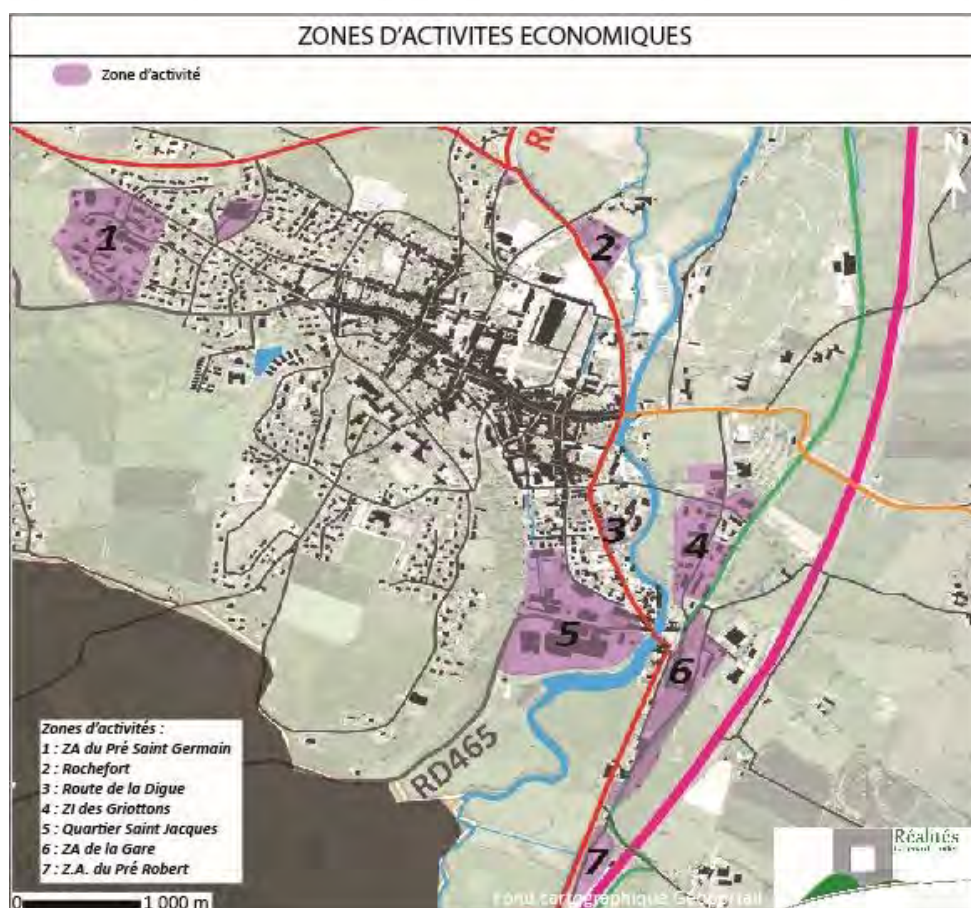 ZONES D'ACTIVITES ECONOMIQUES
Zone d'activité
N
1
2
3
4
5
6
7
RD465
Zones d'activités :
1 : ZA du Pré Saint Germain
2 : Rochefort
3 : Route de la Digue
4 : ZI des Griottons
5 : Quartier Saint Jacques
6 : ZA de la Gare
7 : Z.A. du Pré Robert
0 1 000 m
Réalités
Fond cartographique Géoportail